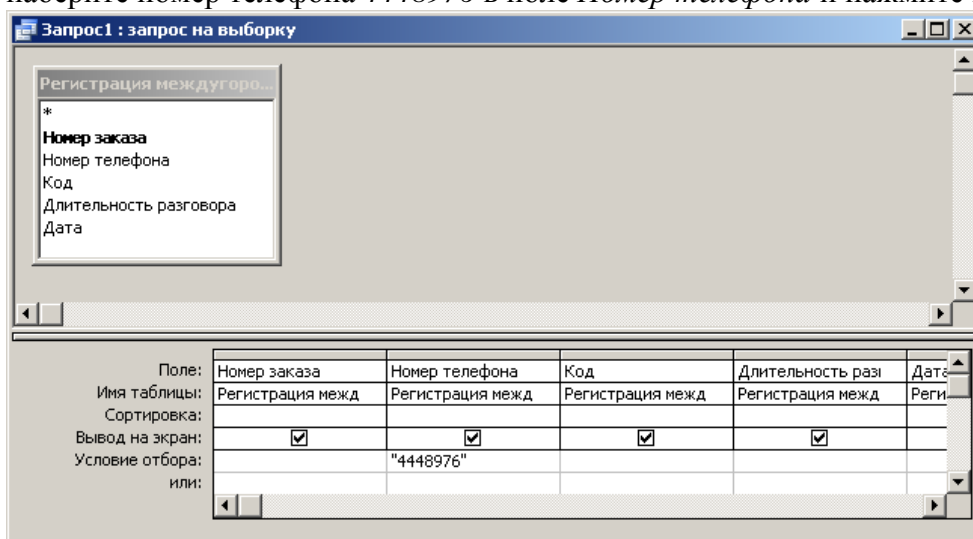 наберите номер телефона 4448976 в поле Номер телефона и нажмите
Запрос1 : запрос на выборку
Регистрация междугоро...
*
Номер заказа
Номер телефона
Код
Длительность разговора
Дата
Поле: Номер заказа Номер телефона Код Длительность разг Дата
Имя таблицы: Регистрация межд Регистрация межд Регистрация межд Регистрация межд Реги
Сортировка:
Вывод на экран:
Условие отбора: "4448976"
или: